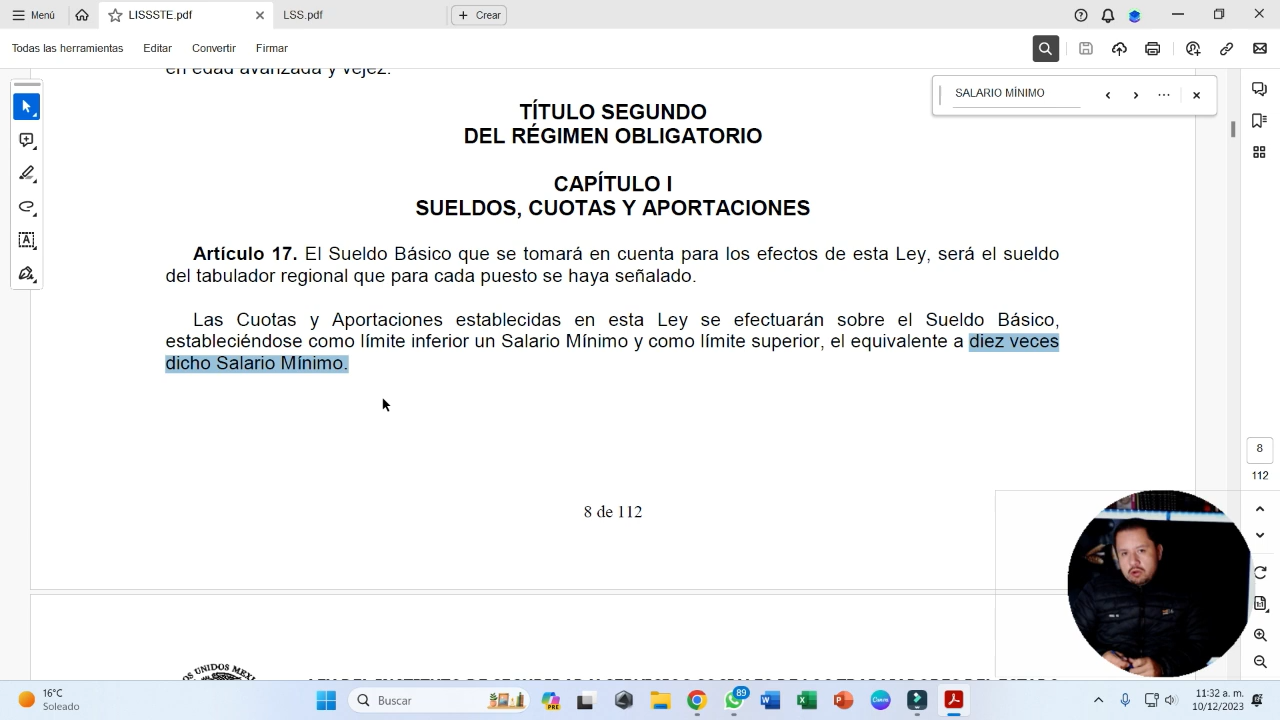 Menú
LISSSTE.pdf
LSS.pdf
Crear
Todas las herramientas
Editar
Convertir
Firmar
SALARIO MÍNIMO
en edad avanzada y vejez.
TÍTULO SEGUNDO
DEL RÉGIMEN OBLIGATORIO
CAPÍTULO I
SUELDOS, CUOTAS Y APORTACIONES
Artículo 17. El Sueldo Básico que se tomará en cuenta para los efectos de esta Ley, será el sueldo
del tabulador regional que para cada puesto se haya señalado.
Las Cuotas y Aportaciones establecidas en esta Ley se efectuarán sobre el Sueldo Básico,
estableciéndose como límite inferior un Salario Mínimo y como límite superior, el equivalente a diez veces
dicho Salario Mínimo.
8
112
8 de 112
16°C
Soleado
Buscar
PRE
89
11:32 a. m.
10/12/2023